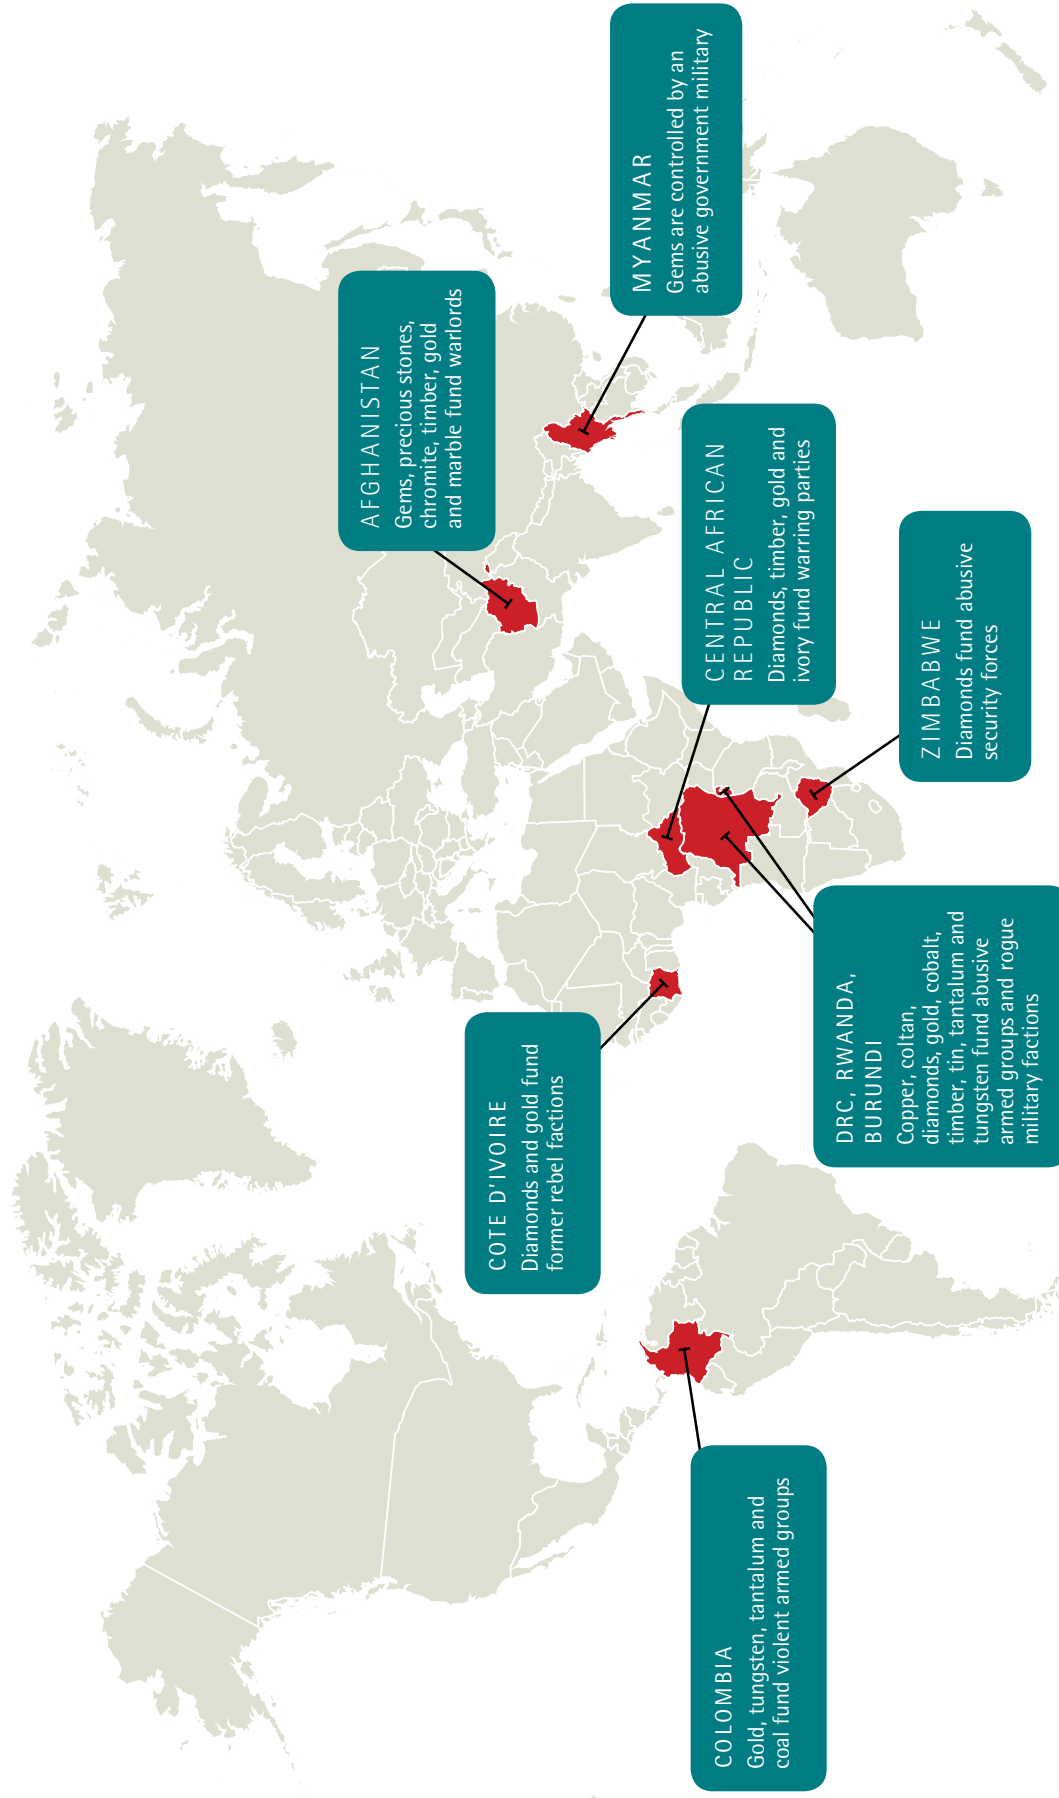 COLOMBIA
Gold, tungsten, tantalum and
coal fund violent armed groups
COTE D'IVOIRE
Diamonds and gold fund
former rebel factions
DRC, RWANDA,
BURUNDI
Copper, coltan,
diamonds, gold, cobalt,
timber, tin, tantalum and
tungsten fund abusive
armed groups and rogue
military factions
AFGHANISTAN
Gems, precious stones,
chromite, timber, gold
and marble fund warlords
CENTRAL AFRICAN
REPUBLIC
Diamonds, timber, gold and
ivory fund warring parties
ZIMBABWE
Diamonds fund abusive
security forces
MYANMAR
Gems are controlled by an
abusive government military